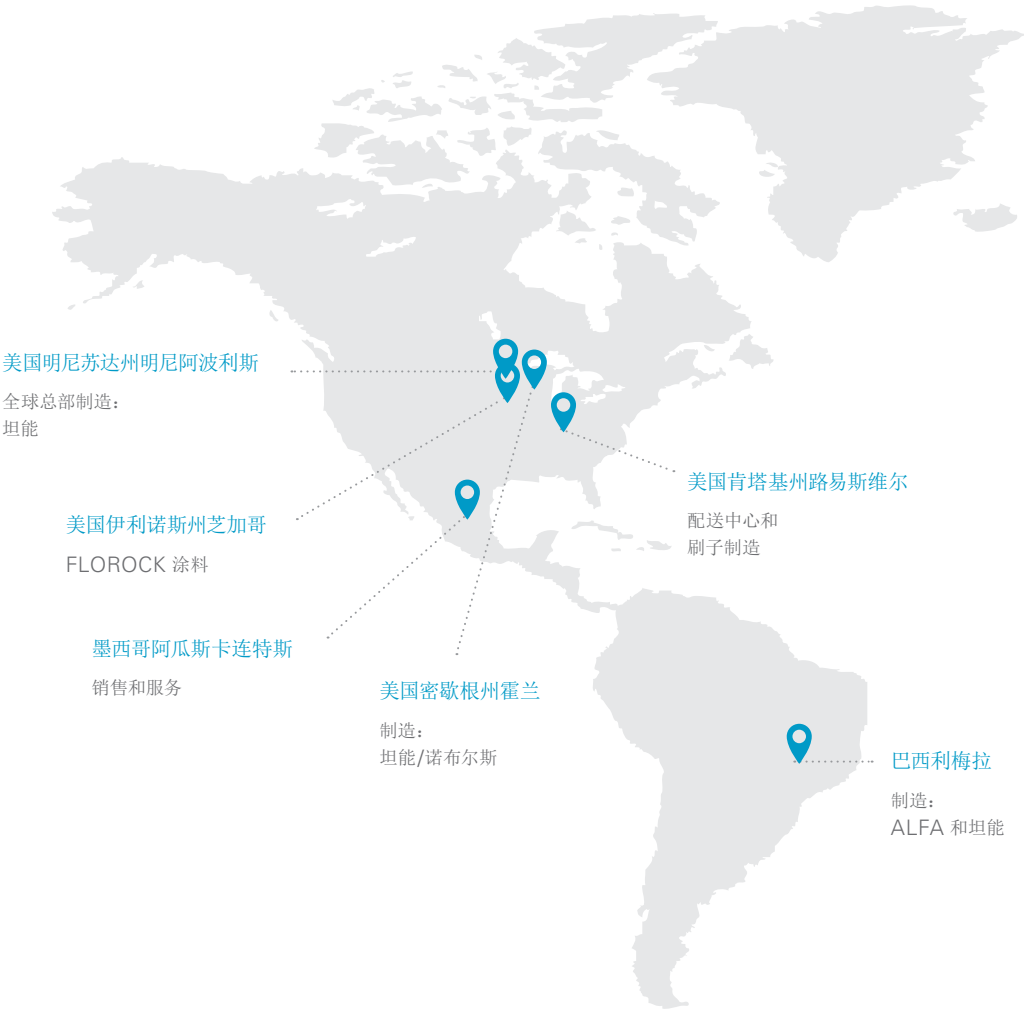 美国明尼苏达州明尼阿波利斯
全球总部制造：
坦能
美国伊利诺斯州芝加哥
FLOROCK 涂料
墨西哥阿瓜斯卡连特斯
销售和服务
美国密歇根州霍兰
制造：
坦能/诺布尔斯
美国肯塔基州路易斯维尔
配送中心和
刷子制造
巴西利梅拉
制造：
ALFA 和坦能